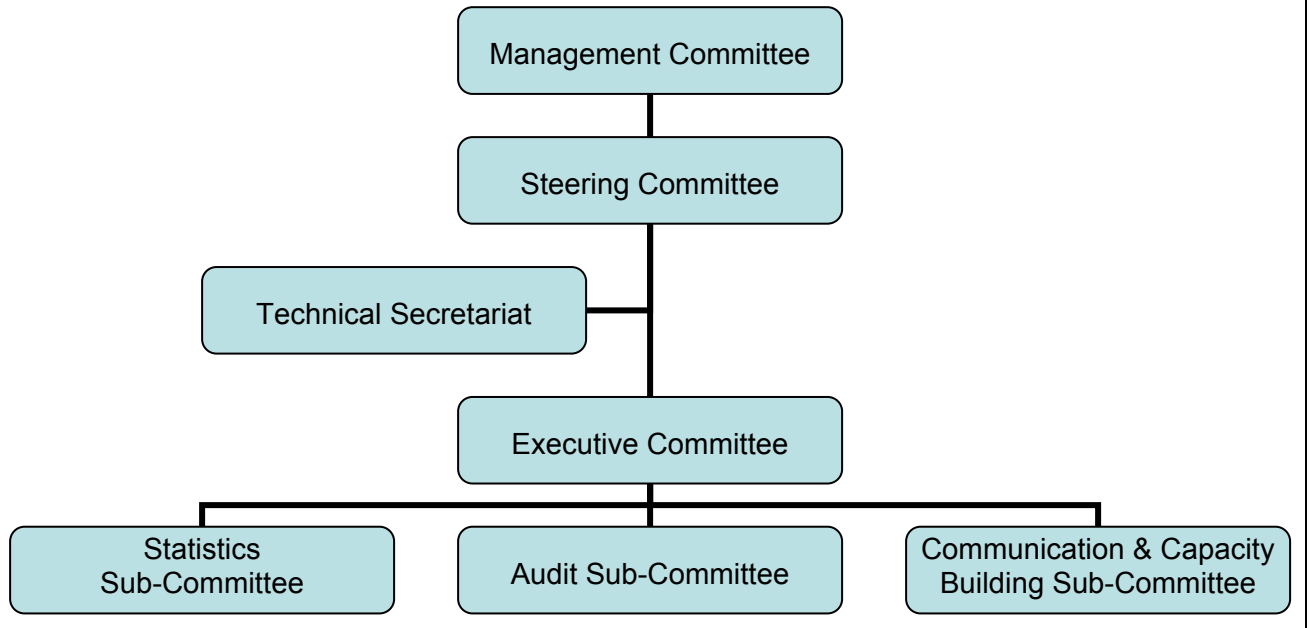 Management Committee
Steering Committee
Technical Secretariat
Executive Committee
Statistics
Sub-Committee
Audit Sub-Committee
Communication & Capacity
Building Sub-Committee